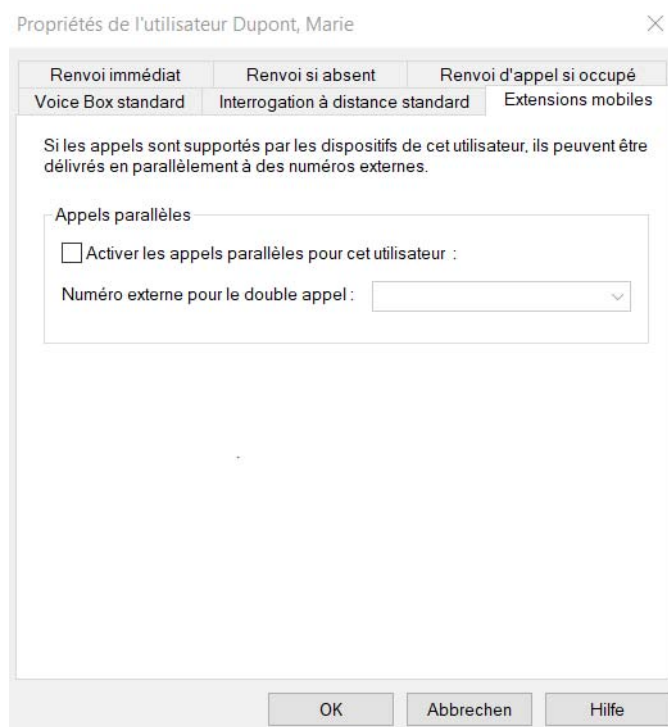 Propriétés de l'utilisateur Dupont, Marie
Renvoi immédiat Renvoi si absent Renvoi d'appel si occupé
Voice Box standard Interrogation à distance standard Extensions mobiles
Si les appels sont supportés par les dispositifs de cet utilisateur, ils peuvent être
délivrés en parallèlement à des numéros externes.
Appels parallèles
Activer les appels parallèles pour cet utilisateur :
Numéro externe pour le double appel :
OK Abbrechen Hilfe